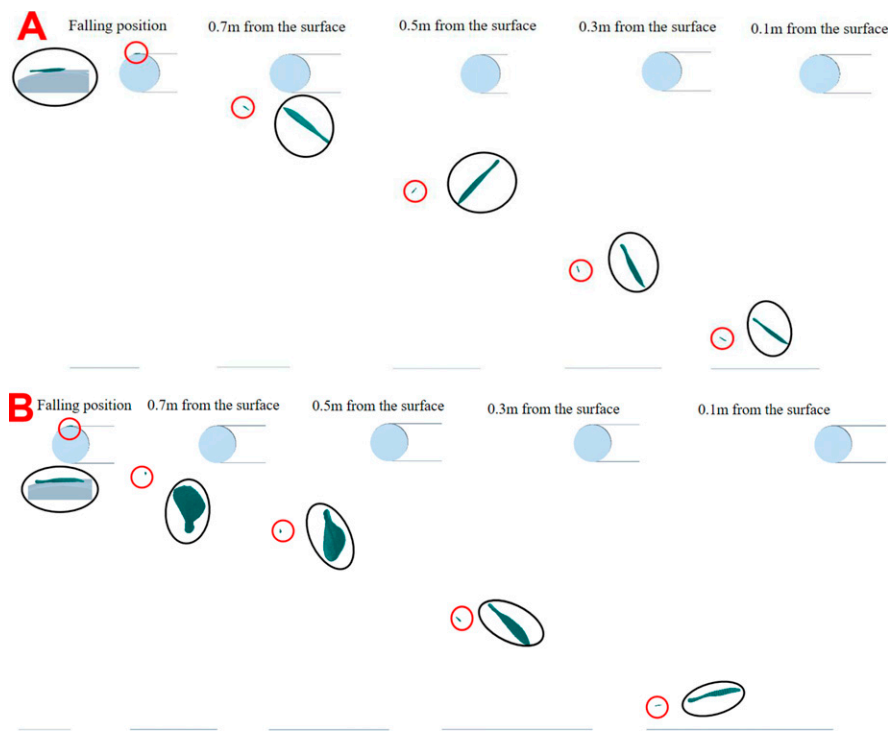 A
Falling position 0.7m from the surface 0.5m from the surface 0.3m from the surface 0.1m from the surface
B
Falling position 0.7m from the surface 0.5m from the surface 0.3m from the surface 0.1m from the surface